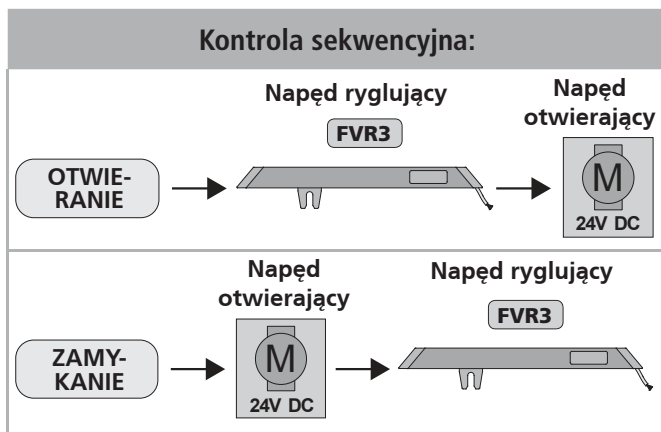 Kontrola sekwencyjna:
Napęd ryglujący
FVR3
Napęd
otwierający
OTWIE-
RANIE
M
24V DC
Napęd
otwierający
Napęd ryglujący
FVR3
ZAMY-
KANIE
M
24V DC